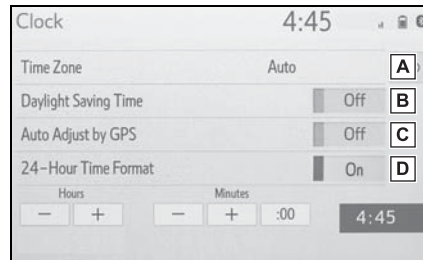 Clock 4:45
Time Zone Auto A
Daylight Saving Time Off B
Auto Adjust by GPS Off C
24-Hour Time Format On D
Hours Minutes
− + − + :00 4:45